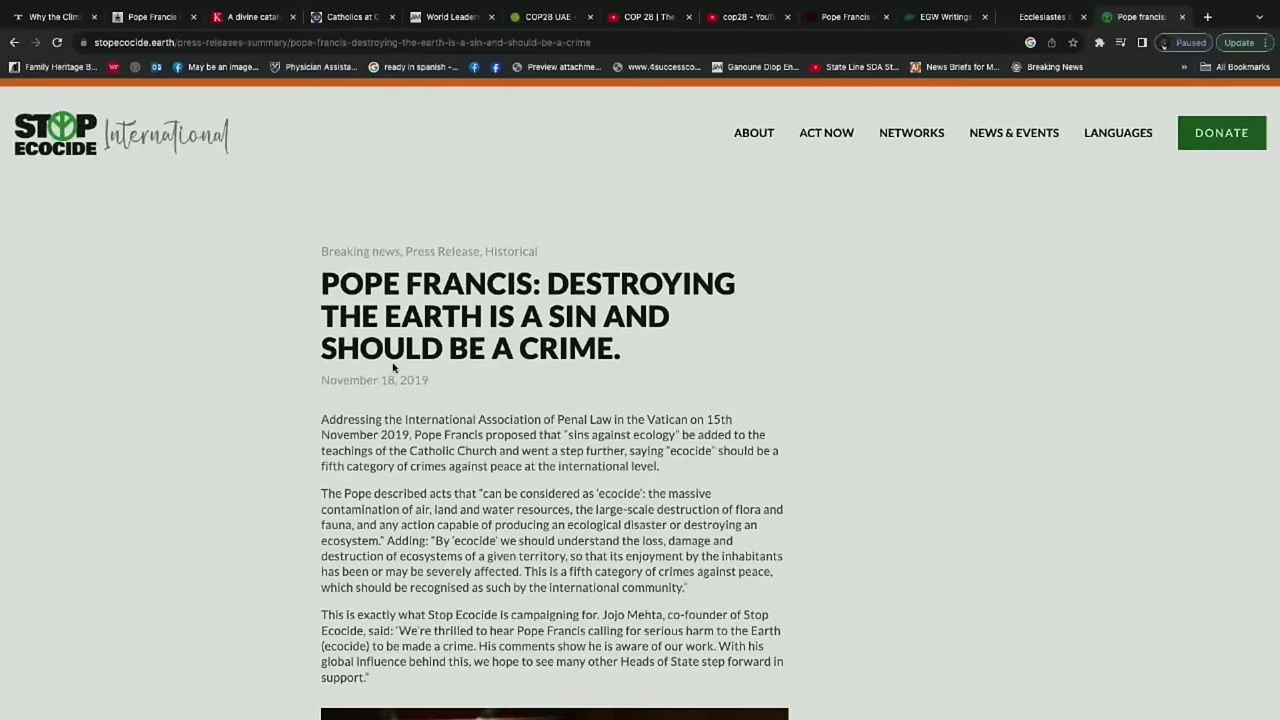 Why the Clim
Pope Francis
A divine catal
Catholics at C
World Leader
COP28 UAE -
COP 28 | The
cop28 - YouTu
Pope Francis
EGW Writings
Ecclesiastes
Pope francis:
stopecocide.earth/press-releases-summary/pope-francis-destroying-the-earth-is-a-sin-and-should-be-a-crime
Paused
Update
Family Heritage B...
May be an image...
Physician Assista...
ready in spanish -...
Preview attachme...
www.4successco...
Ganoune Diop En...
State Line SDA St...
News Briefs for M...
Breaking News
»
All Bookmarks
STOP
ECOCIDE
International
ABOUT
ACT NOW
NETWORKS
NEWS & EVENTS
LANGUAGES
DONATE
Breaking news, Press Release, Historical
POPE FRANCIS: DESTROYING
THE EARTH IS A SIN AND
SHOULD BE A CRIME.
November 18, 2019
Addressing the International Association of Penal Law in the Vatican on 15th
November 2019, Pope Francis proposed that “sins against ecology” be added to the
teachings of the Catholic Church and went a step further, saying “ecocide” should be a
fifth category of crimes against peace at the international level.
The Pope described acts that “can be considered as ‘ecocide’: the massive
contamination of air, land and water resources, the large-scale destruction of flora and
fauna, and any action capable of producing an ecological disaster or destroying an
ecosystem.” Adding: “By ‘ecocide’ we should understand the loss, damage and
destruction of ecosystems of a given territory, so that its enjoyment by the inhabitants
has been or may be severely affected. This is a fifth category of crimes against peace,
which should be recognised as such by the international community.”
This is exactly what Stop Ecocide is campaigning for. Jojo Mehta, co-founder of Stop
Ecocide, said: ‘We’re thrilled to hear Pope Francis calling for serious harm to the Earth
(ecocide) to be made a crime. His comments show he is aware of our work. With his
global influence behind this, we hope to see many other Heads of State step forward in
support.”